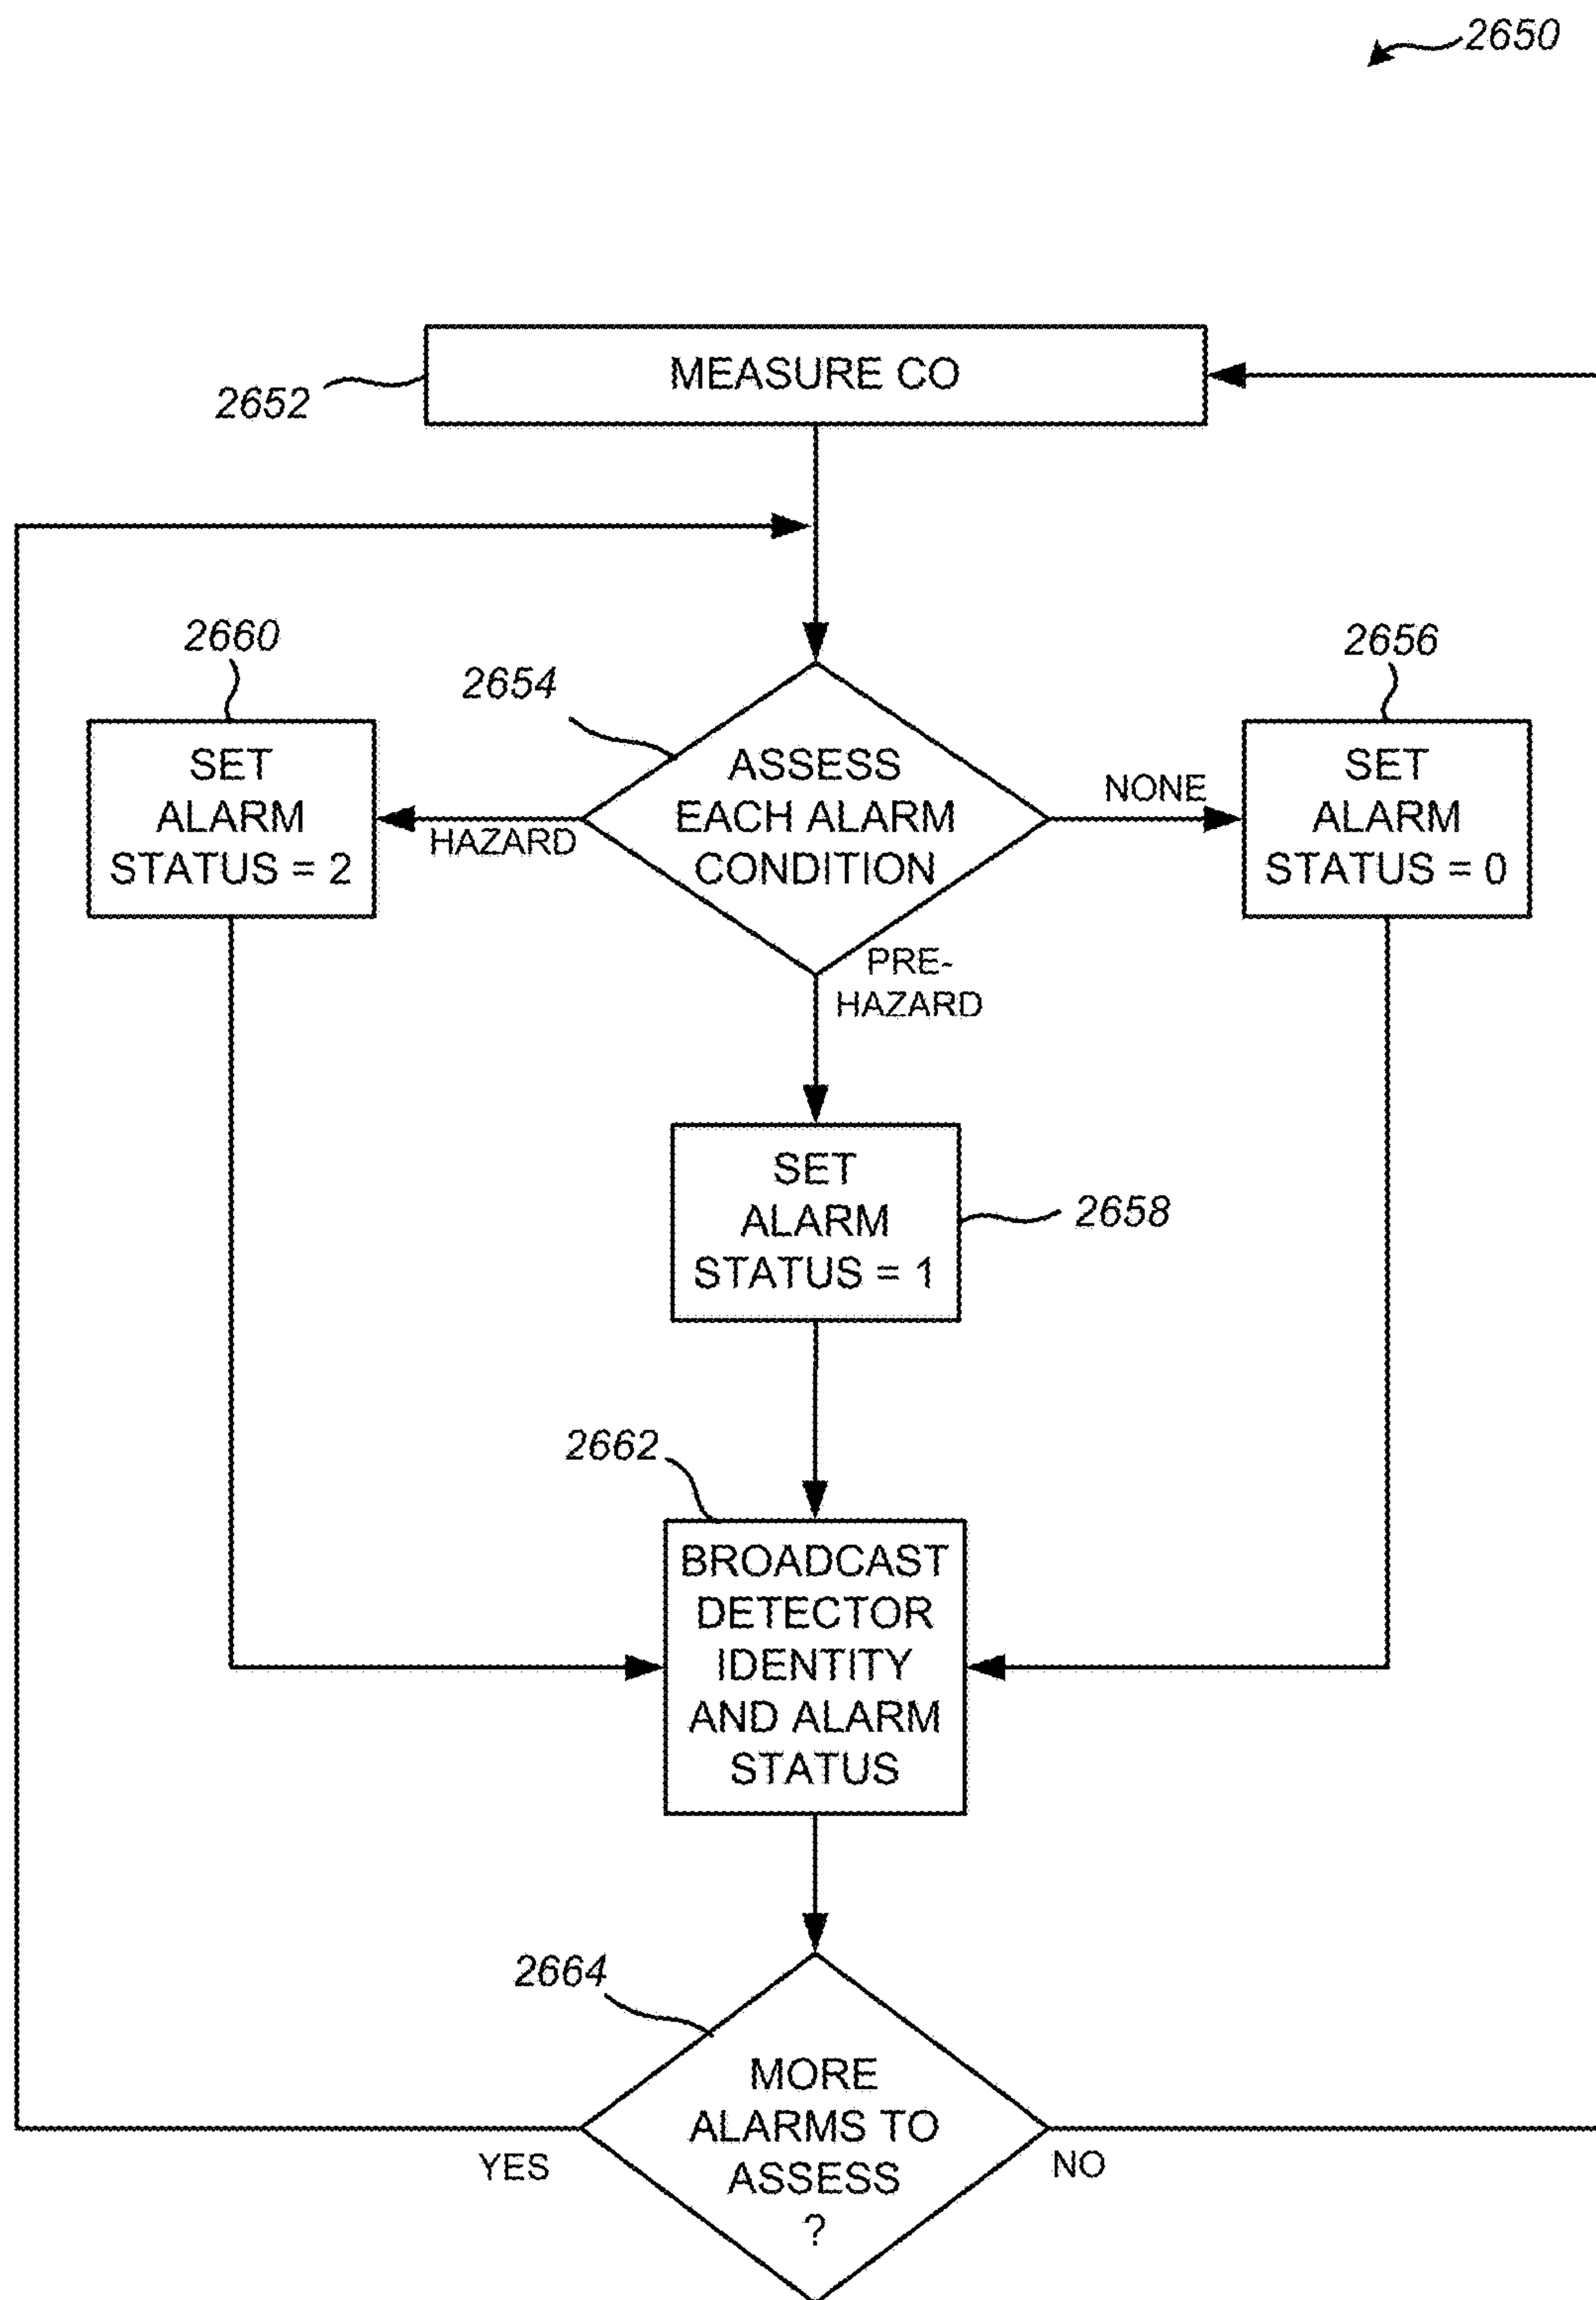 2650
MEASURE CO
2652
2660
2654
2656
SET
ALARM
STATUS = 2
HAZARD
ASSESS
EACH ALARM
CONDITION
NONE
SET
ALARM
STATUS = 0
PRE-
HAZARD
SET
ALARM
STATUS = 1
2658
2662
BROADCAST
DETECTOR
IDENTITY
AND ALARM
STATUS
2664
MORE
ALARMS TO
ASSESS
?
YES
NO